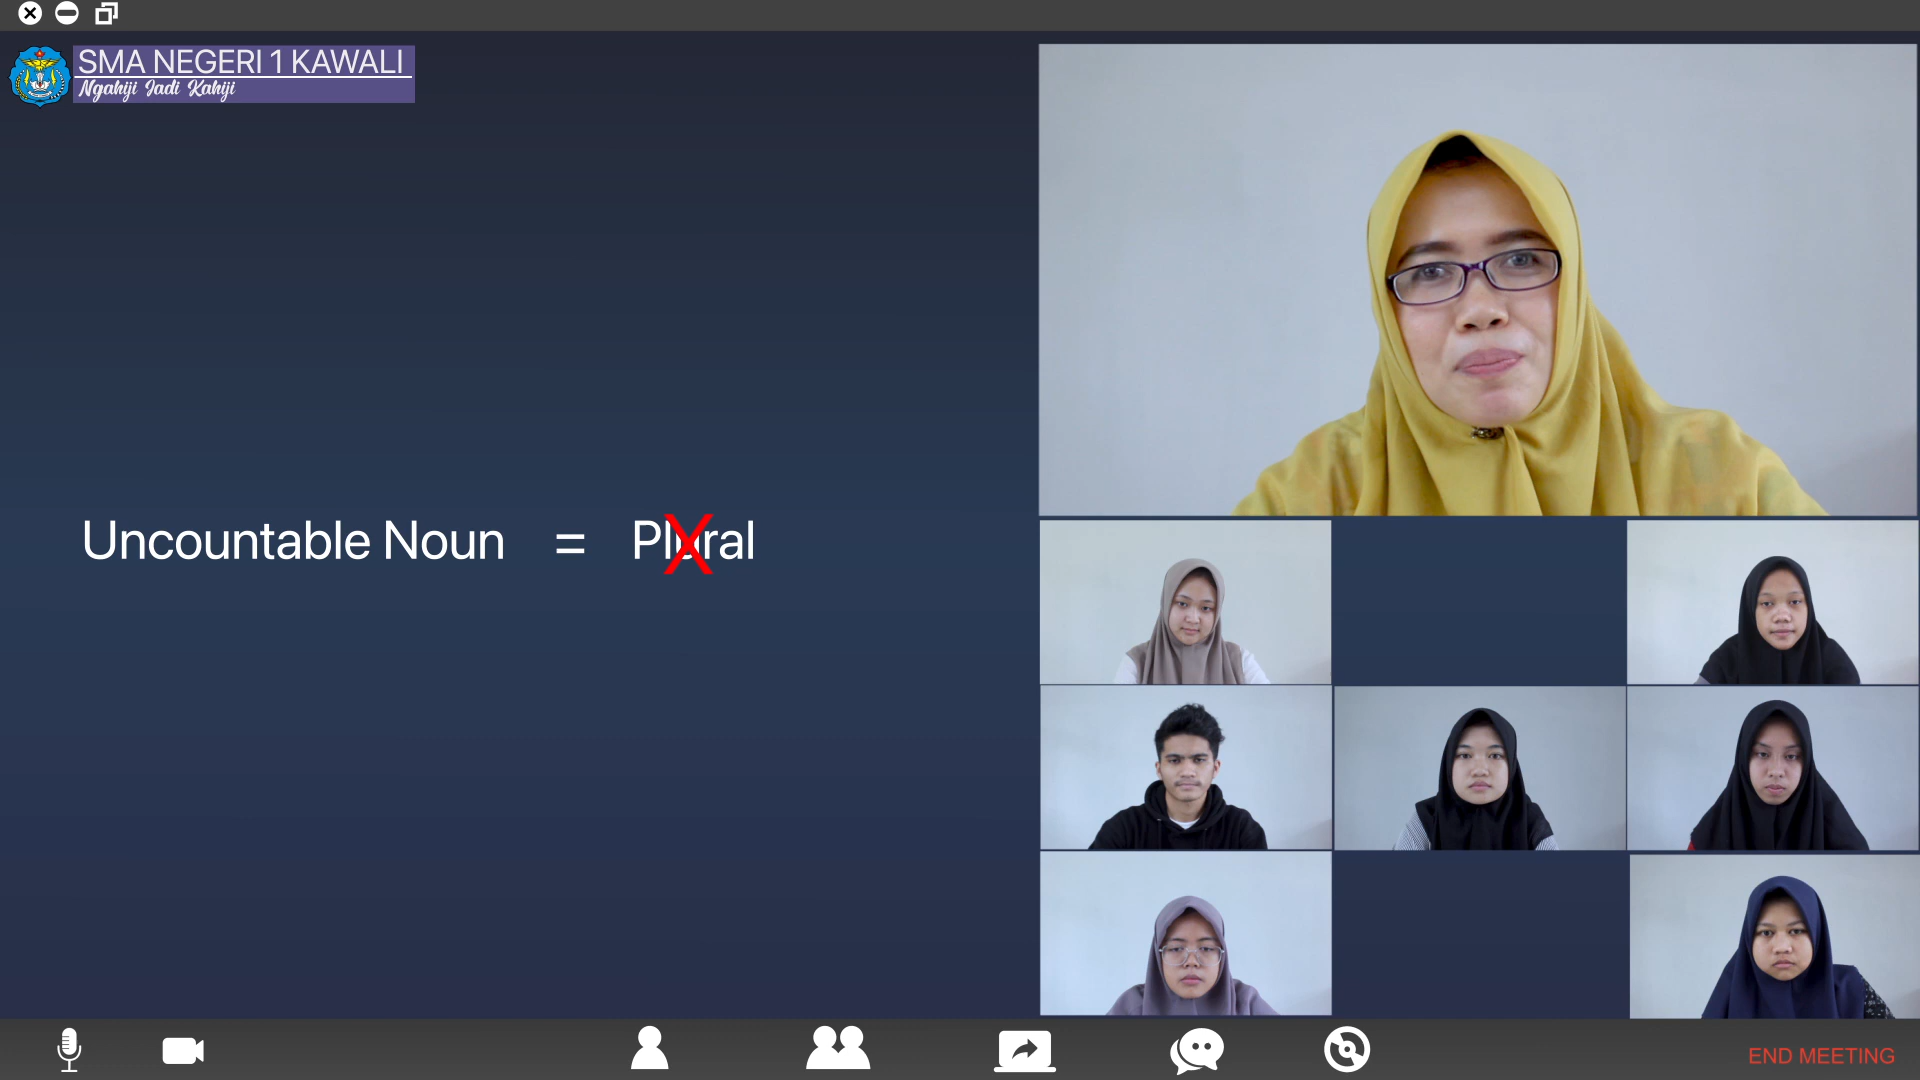 SMA NEGERI 1 KAWALI
Ngahiji Jadi Kahiji
Uncountable Noun = Plural
X
END MEETING